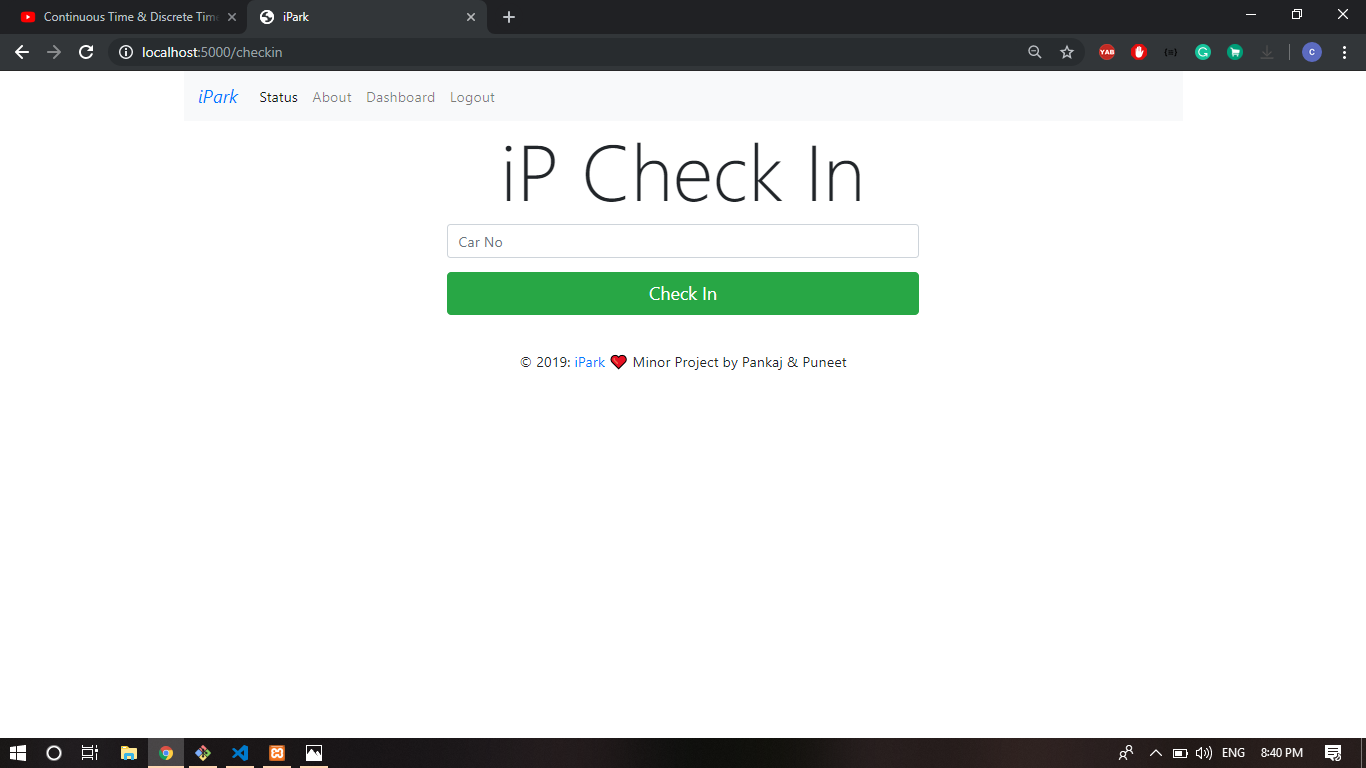 Continuous Time & Discrete Tim
iPark
localhost:5000/checkin
YAB
C
iPark Status About Dashboard Logout
iP Check In
Car No
Check In
© 2019: iPark ❤ Minor Project by Pankaj & Puneet
ENG 8:40 PM